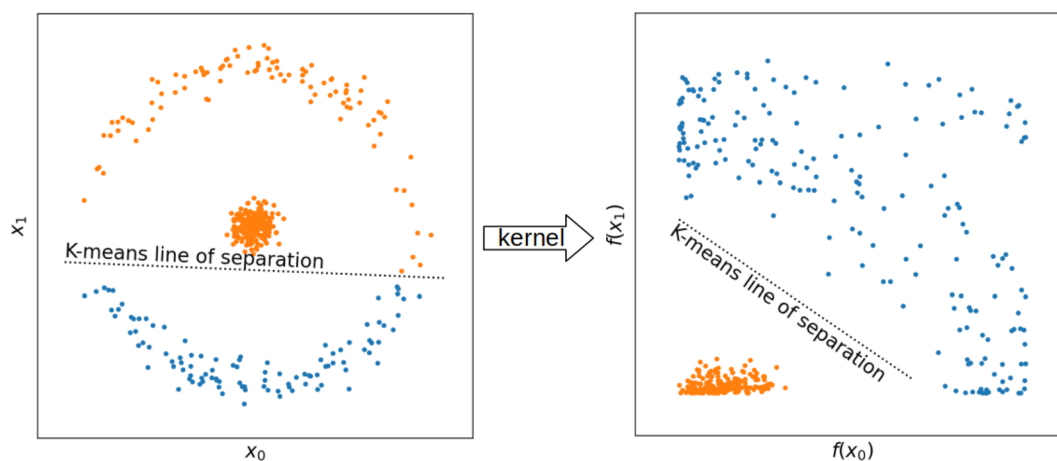 x₁
K-means line of separation
x₀
kernel
f(x₁)
K-means line of separation
f(x₀)